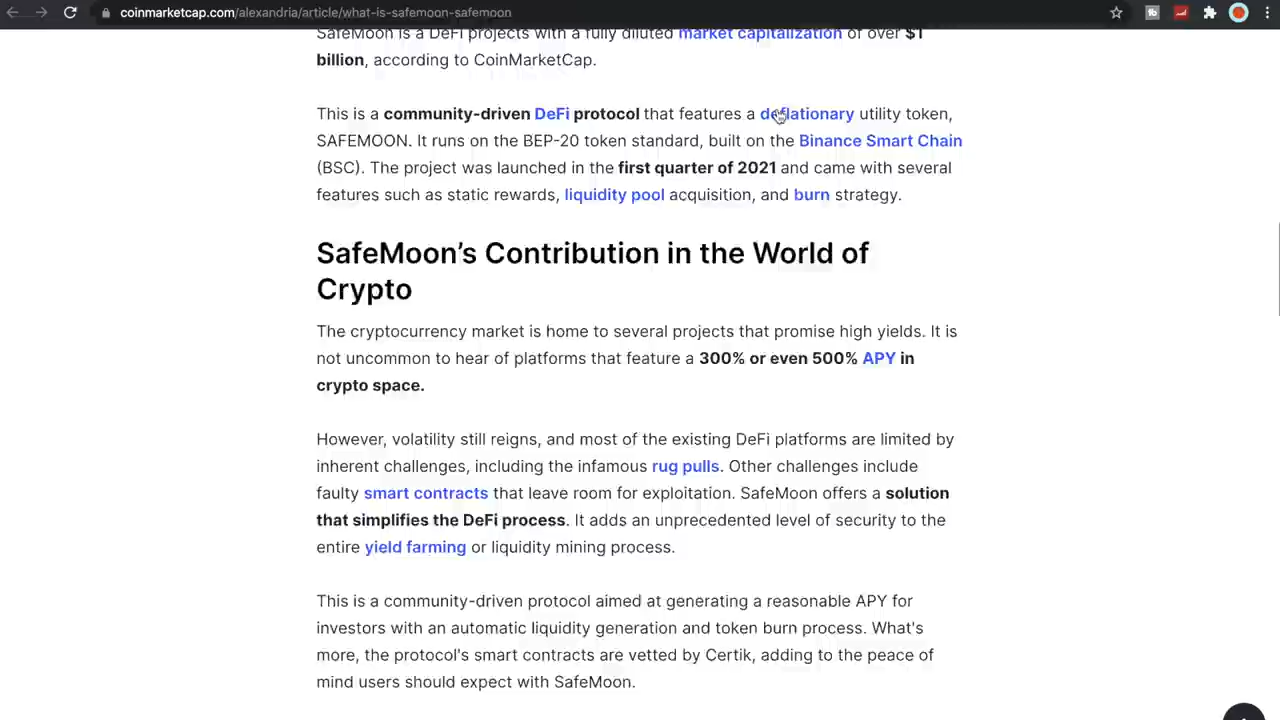 coinmarketcap.com/alexandria/article/what-is-safemoon-safemoon
SafeMoon is a DeFi projects with a fully diluted market capitalization of over $1
billion, according to CoinMarketCap.
This is a community-driven DeFi protocol that features a deflationary utility token,
SAFEMOON. It runs on the BEP-20 token standard, built on the Binance Smart Chain
(BSC). The project was launched in the first quarter of 2021 and came with several
features such as static rewards, liquidity pool acquisition, and burn strategy.
SafeMoon’s Contribution in the World of
Crypto
The cryptocurrency market is home to several projects that promise high yields. It is
not uncommon to hear of platforms that feature a 300% or even 500% APY in
crypto space.
However, volatility still reigns, and most of the existing DeFi platforms are limited by
inherent challenges, including the infamous rug pulls. Other challenges include
faulty smart contracts that leave room for exploitation. SafeMoon offers a solution
that simplifies the DeFi process. It adds an unprecedented level of security to the
entire yield farming or liquidity mining process.
This is a community-driven protocol aimed at generating a reasonable APY for
investors with an automatic liquidity generation and token burn process. What's
more, the protocol's smart contracts are vetted by Certik, adding to the peace of
mind users should expect with SafeMoon.